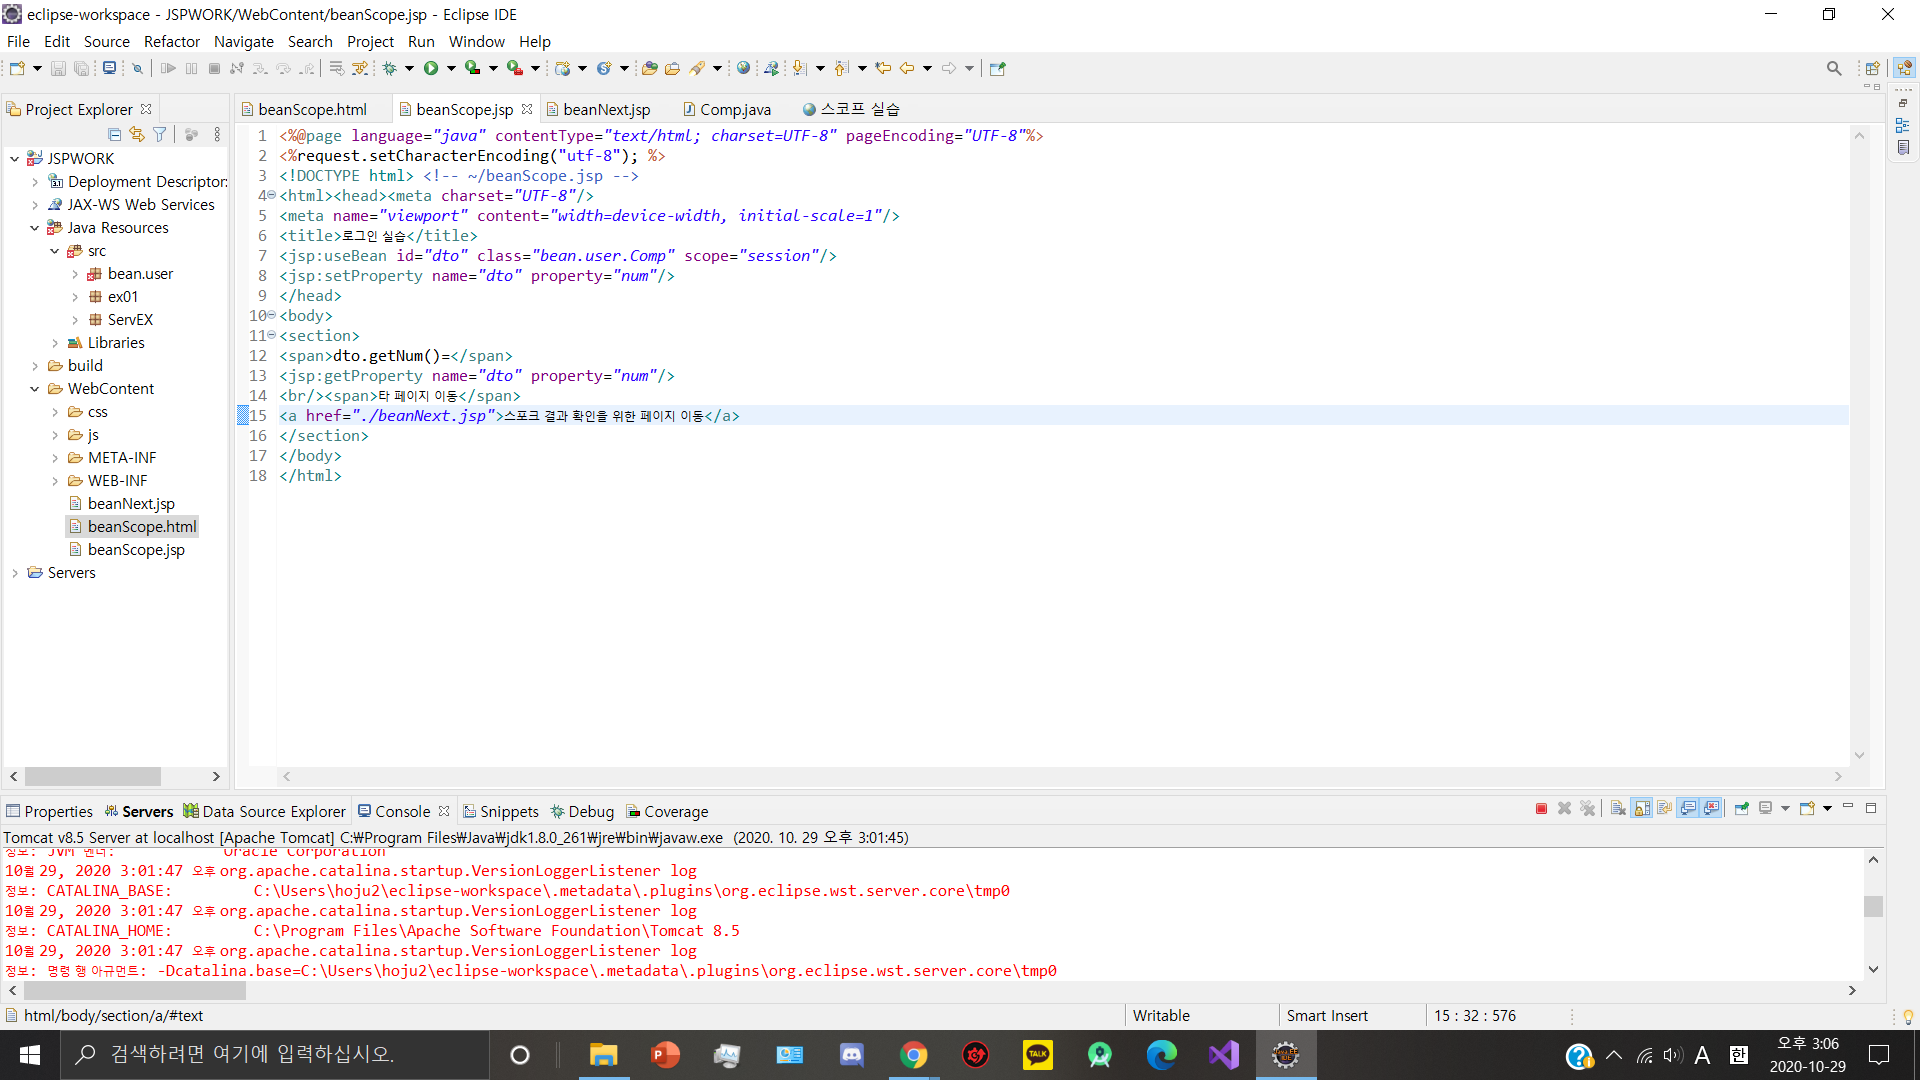 eclipse-workspace - JSPWORK/WebContent/beanScope.jsp - Eclipse IDE
File Edit Source Refactor Navigate Search Project Run Window Help
Project Explorer
JSPWORK
Deployment Descriptor:
JAX-WS Web Services
Java Resources
src
bean.user
ex01
ServEX
Libraries
build
WebContent
css
js
META-INF
WEB-INF
beanNext.jsp
beanScope.html
beanScope.jsp
Servers
beanScope.html beanScope.jsp beanNext.jsp Comp.java 스코프 실습
1 <%@page language="java" contentType="text/html; charset=UTF-8" pageEncoding="UTF-8"%>
2 <%request.setCharacterEncoding("utf-8"); %>
3 <!DOCTYPE html> <!-- ~/beanScope.jsp -->
4 <html><head><meta charset="UTF-8"/>
5 <meta name="viewport" content="width=device-width, initial-scale=1"/>
6 <title>로그인 실습</title>
7 <jsp:useBean id="dto" class="bean.user.Comp" scope="session"/>
8 <jsp:setProperty name="dto" property="num"/>
9 </head>
10 <body>
11 <section>
12 <span>dto.getNum()=</span>
13 <jsp:getProperty name="dto" property="num"/>
14 <br/><span>타 페이지 이동</span>
15 <a href="./beanNext.jsp">스포크 결과 확인을 위한 페이지 이동</a>
16 </section>
17 </body>
18 </html>
Properties Servers Data Source Explorer Console Snippets Debug Coverage
Tomcat v8.5 Server at localhost [Apache Tomcat] C:₩Program Files₩Java₩jdk1.8.0_261₩jre₩bin₩javaw.exe (2020. 10. 29 오후 3:01:45)
정보: JVM 벤더: Oracle Corporation
10월 29, 2020 3:01:47 오후 org.apache.catalina.startup.VersionLoggerListener log
정보: CATALINA_BASE: C:\Users\hoju2\eclipse-workspace\.metadata\.plugins\org.eclipse.wst.server.core\tmp0
10월 29, 2020 3:01:47 오후 org.apache.catalina.startup.VersionLoggerListener log
정보: CATALINA_HOME: C:\Program Files\Apache Software Foundation\Tomcat 8.5
10월 29, 2020 3:01:47 오후 org.apache.catalina.startup.VersionLoggerListener log
정보: 명령 행 아규먼트: -Dcatalina.base=C:\Users\hoju2\eclipse-workspace\.metadata\.plugins\org.eclipse.wst.server.core\tmp0
html/body/section/a/#text Writable Smart Insert 15 : 32 : 576
검색하려면 여기에 입력하십시오.
TALK
A 한
오후 3:06
2020-10-29